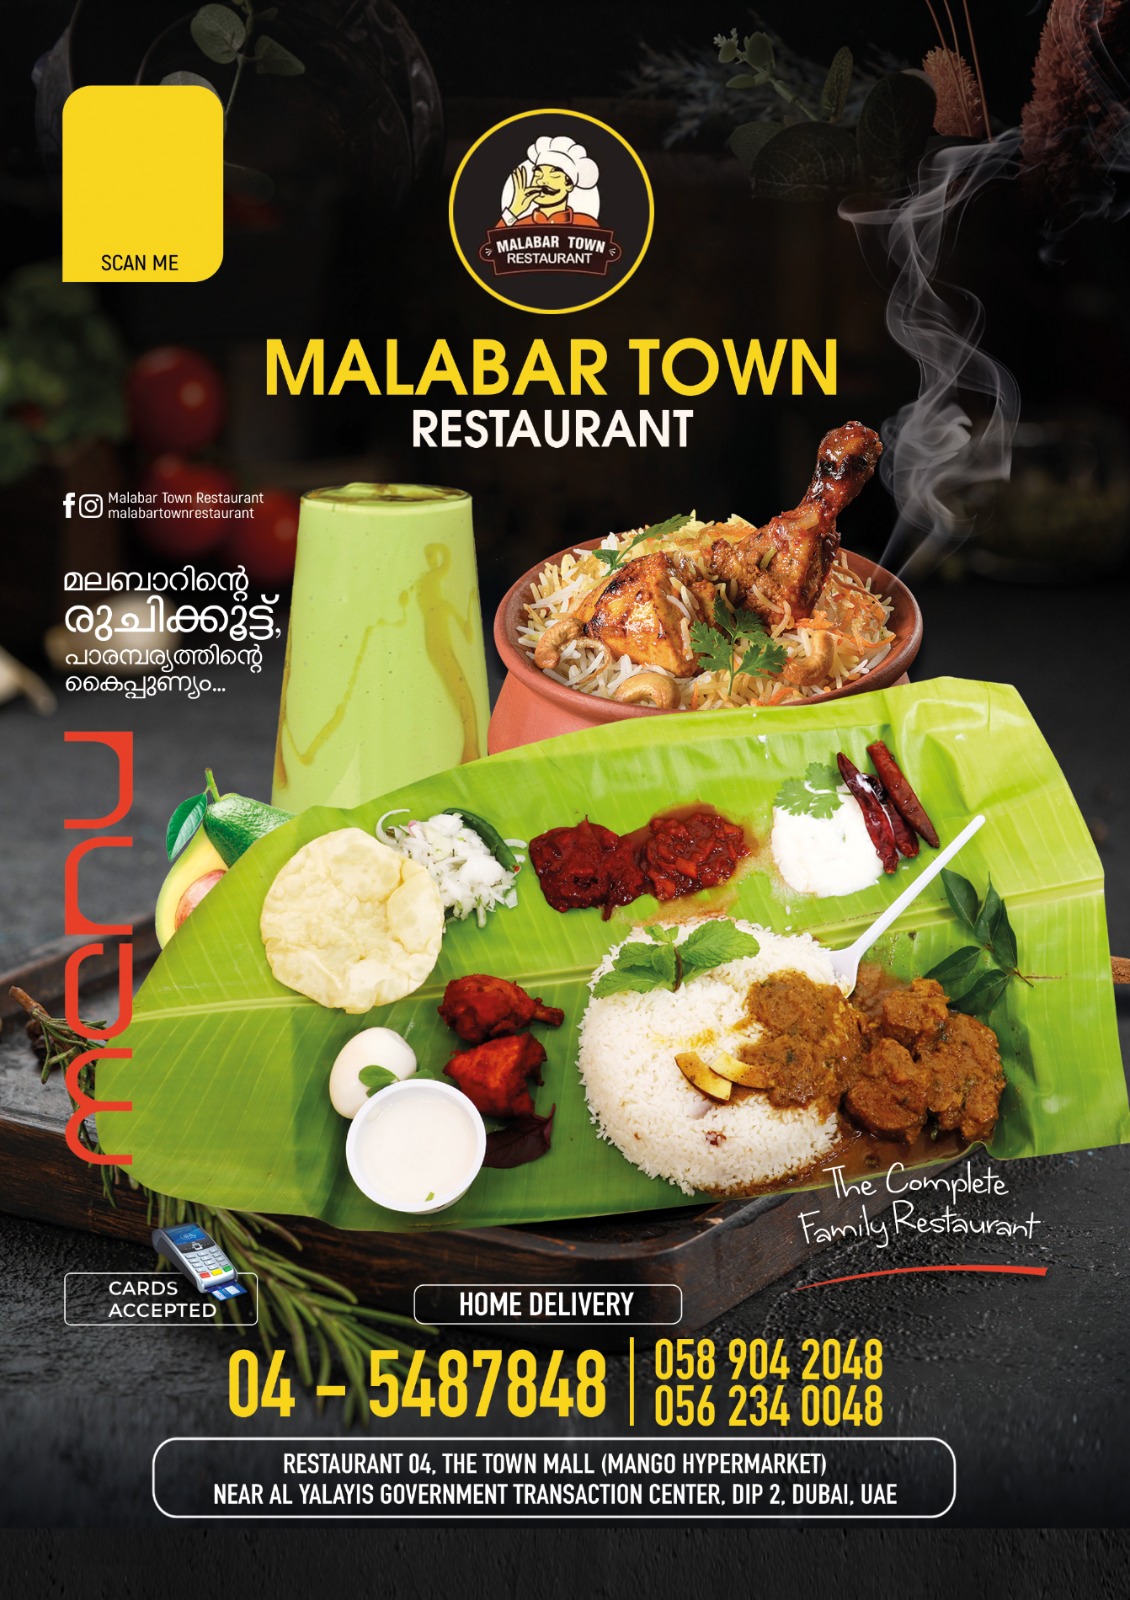 SCAN ME
MALABAR TOWN
RESTAURANT
MALABAR TOWN
RESTAURANT
Malabar Town Restaurant
malabartownrestaurant
മലബാറിന്റെ
രുചിക്കൂട്ട്,
പാരമ്പര്യത്തിന്റെ
കൈപ്പുണ്യം...
menu
The Complete
Family Restaurant
CARDS
ACCEPTED
HOME DELIVERY
04 - 5487848
058 904 2048
056 234 0048
RESTAURANT 04, THE TOWN MALL (MANGO HYPERMARKET)
NEAR AL YALAYIS GOVERNMENT TRANSACTION CENTER, DIP 2, DUBAI, UAE